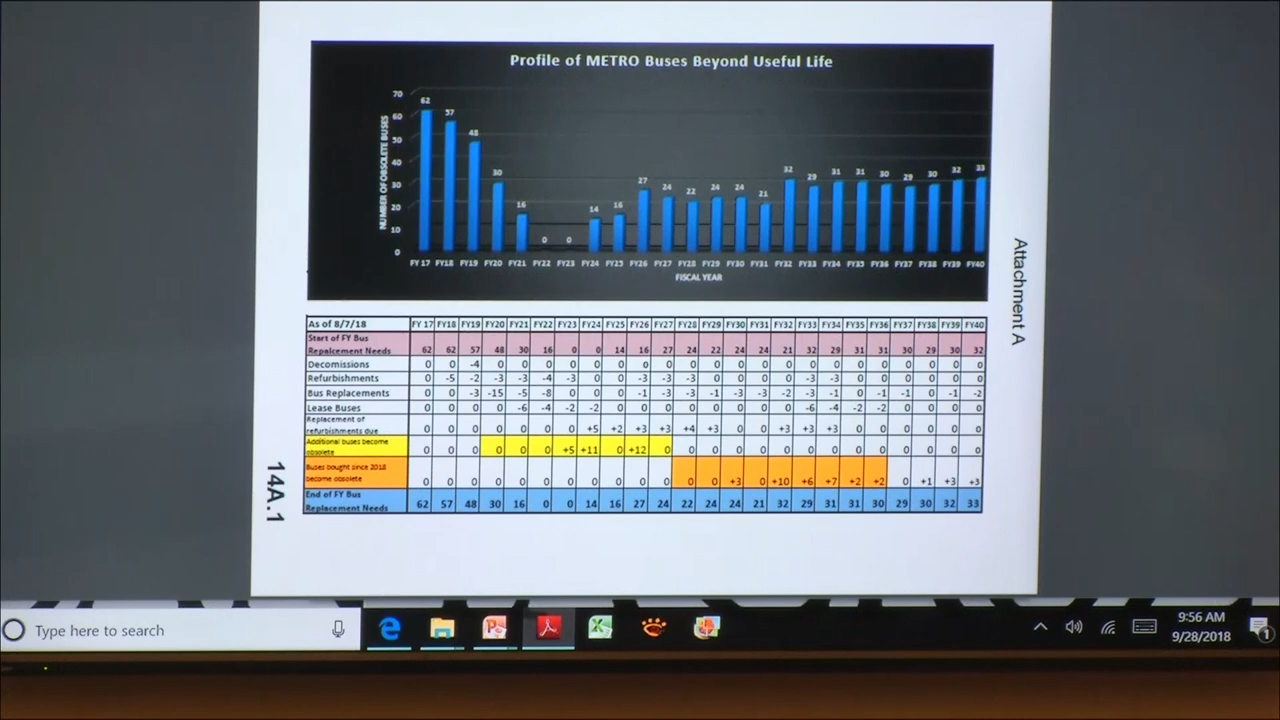 Profile of METRO Buses Beyond Useful Life
NUMBER OF OBSOLETE BUSES
70
60
50
40
30
20
10
0
62 57 48 30 16 0 0 14 16 27 24 22 24 24 21 32 29 31 31 30 29 30 32 33
FY 17 FY18 FY19 FY20 FY21 FY22 FY23 FY24 FY25 FY26 FY27 FY28 FY29 FY30 FY31 FY32 FY33 FY34 FY35 FY36 FY37 FY38 FY39 FY40
FISCAL YEAR
Attachment A
As of 8/7/18 FY 17 FY18 FY19 FY20 FY21 FY22 FY23 FY24 FY25 FY26 FY27 FY28 FY29 FY30 FY31 FY32 FY33 FY34 FY35 FY36 FY37 FY38 FY39 FY40
Start of FY Bus
Repalcement Needs 62 62 57 48 30 16 0 0 14 16 27 24 22 24 24 21 32 29 31 31 30 29 30 32
Decomissions 0 0 -4 0 0 0 0 0 0 0 0 0 0 0 0 0 0 0 0 0 0 0 0 0
Refurbishments 0 -5 -2 -3 -3 -4 -3 0 0 -3 -3 -3 0 0 0 0 -3 -3 0 0 0 0 0 0
Bus Replacements 0 0 -3 -15 -5 -8 0 0 0 -1 -3 -3 -1 -3 -3 -2 -3 -1 0 -1 -1 0 -1 -2
Lease Buses 0 0 0 0 -6 -4 -2 -2 0 0 0 0 0 0 0 0 -6 -4 -2 -2 0 0 0 0
Replacement of
refurbishments due 0 0 0 0 0 0 0 +5 +2 +3 +3 +4 +3 0 0 +3 +3 +3 0 0 0 0 0 0
Additional buses become
obsolete 0 0 0 0 0 0 +5 +11 0 +12 0 0 0 0 0 0 0 0 0 0 0 0 0 0
Buses bought since 2018
become obsolete 0 0 0 0 0 0 0 0 0 0 0 0 0 +3 0 +10 +6 +7 +2 +2 0 +1 +3 +3
End of FY Bus
Replacement Needs 62 57 48 30 16 0 0 14 16 27 24 22 24 24 21 32 29 31 31 30 29 30 32 33
14A.1
Type here to search
9:56 AM
9/28/2018
1